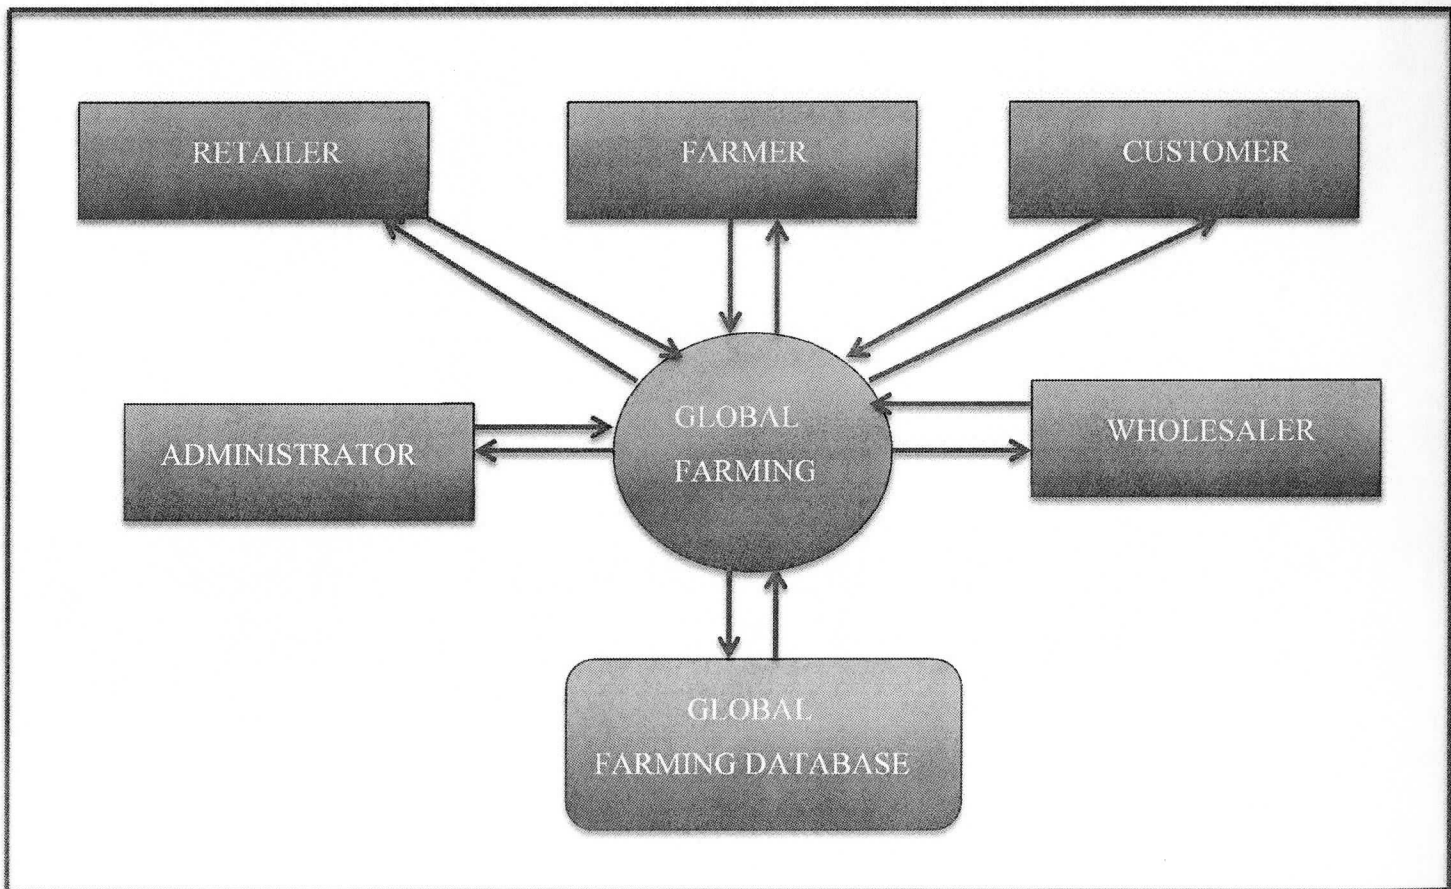 RETAILER
FARMER
CUSTOMER
ADMINISTRATOR
GLOBAL
FARMING
WHOLESALER
GLOBAL
FARMING DATABASE